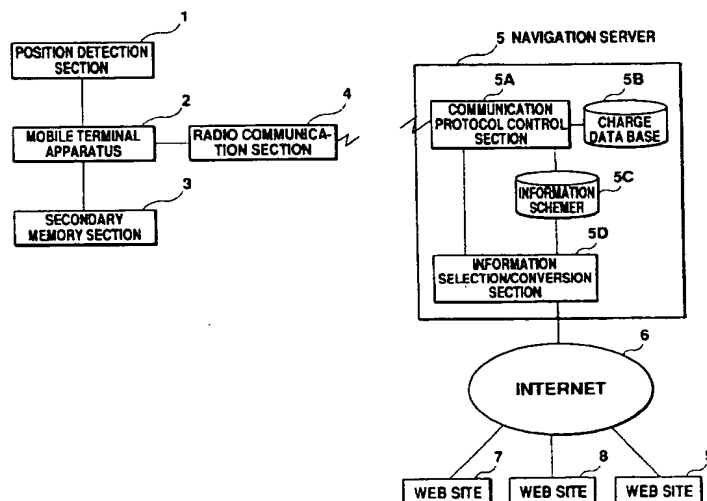 1
POSITION DETECTION
SECTION
2
MOBILE TERMINAL
APPARATUS
4
RADIO COMMUNICA-
TION SECTION
3
SECONDARY
MEMORY SECTION
5 NAVIGATION SERVER
5A
COMMUNICATION
PROTOCOL CONTROL
SECTION
5B
CHARGE
DATA BASE
5C
INFORMATION
SCHEMER
5D
INFORMATION
SELECTION/CONVERSION
SECTION
6
INTERNET
7
WEB SITE
8
WEB SITE
9
WEB SITE